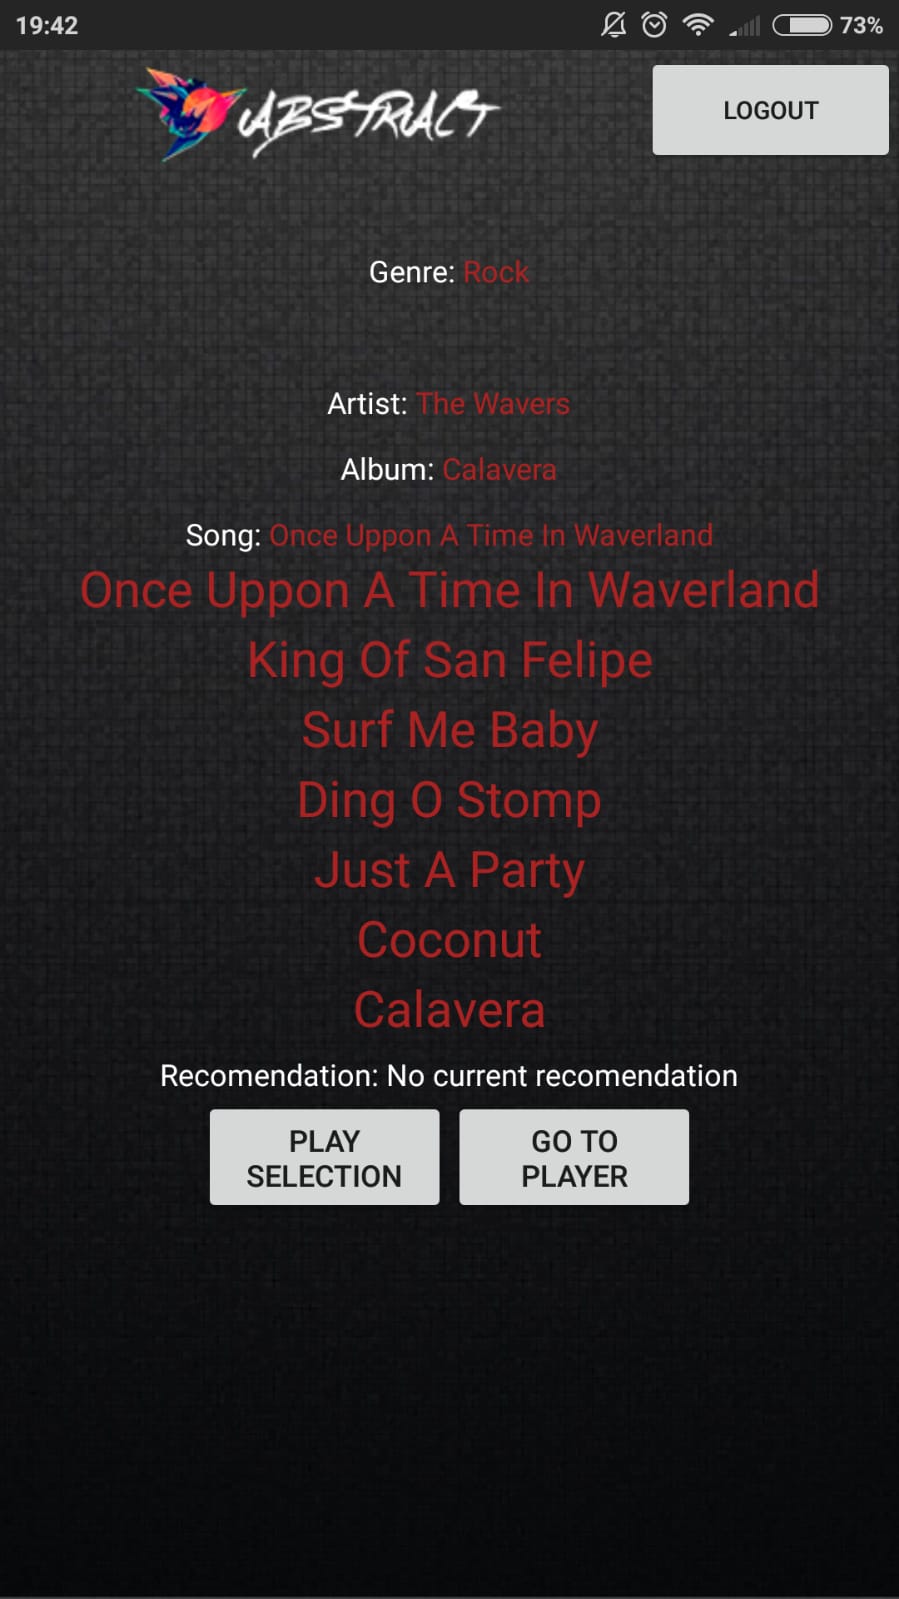 19:42
73%
ABSTRACT
LOGOUT
Genre: Rock
Artist: The Wavers
Album: Calavera
Song: Once Uppon A Time In Waverland
Once Uppon A Time In Waverland
King Of San Felipe
Surf Me Baby
Ding O Stomp
Just A Party
Coconut
Calavera
Recomendation: No current recomendation
PLAY
SELECTION
GO TO
PLAYER